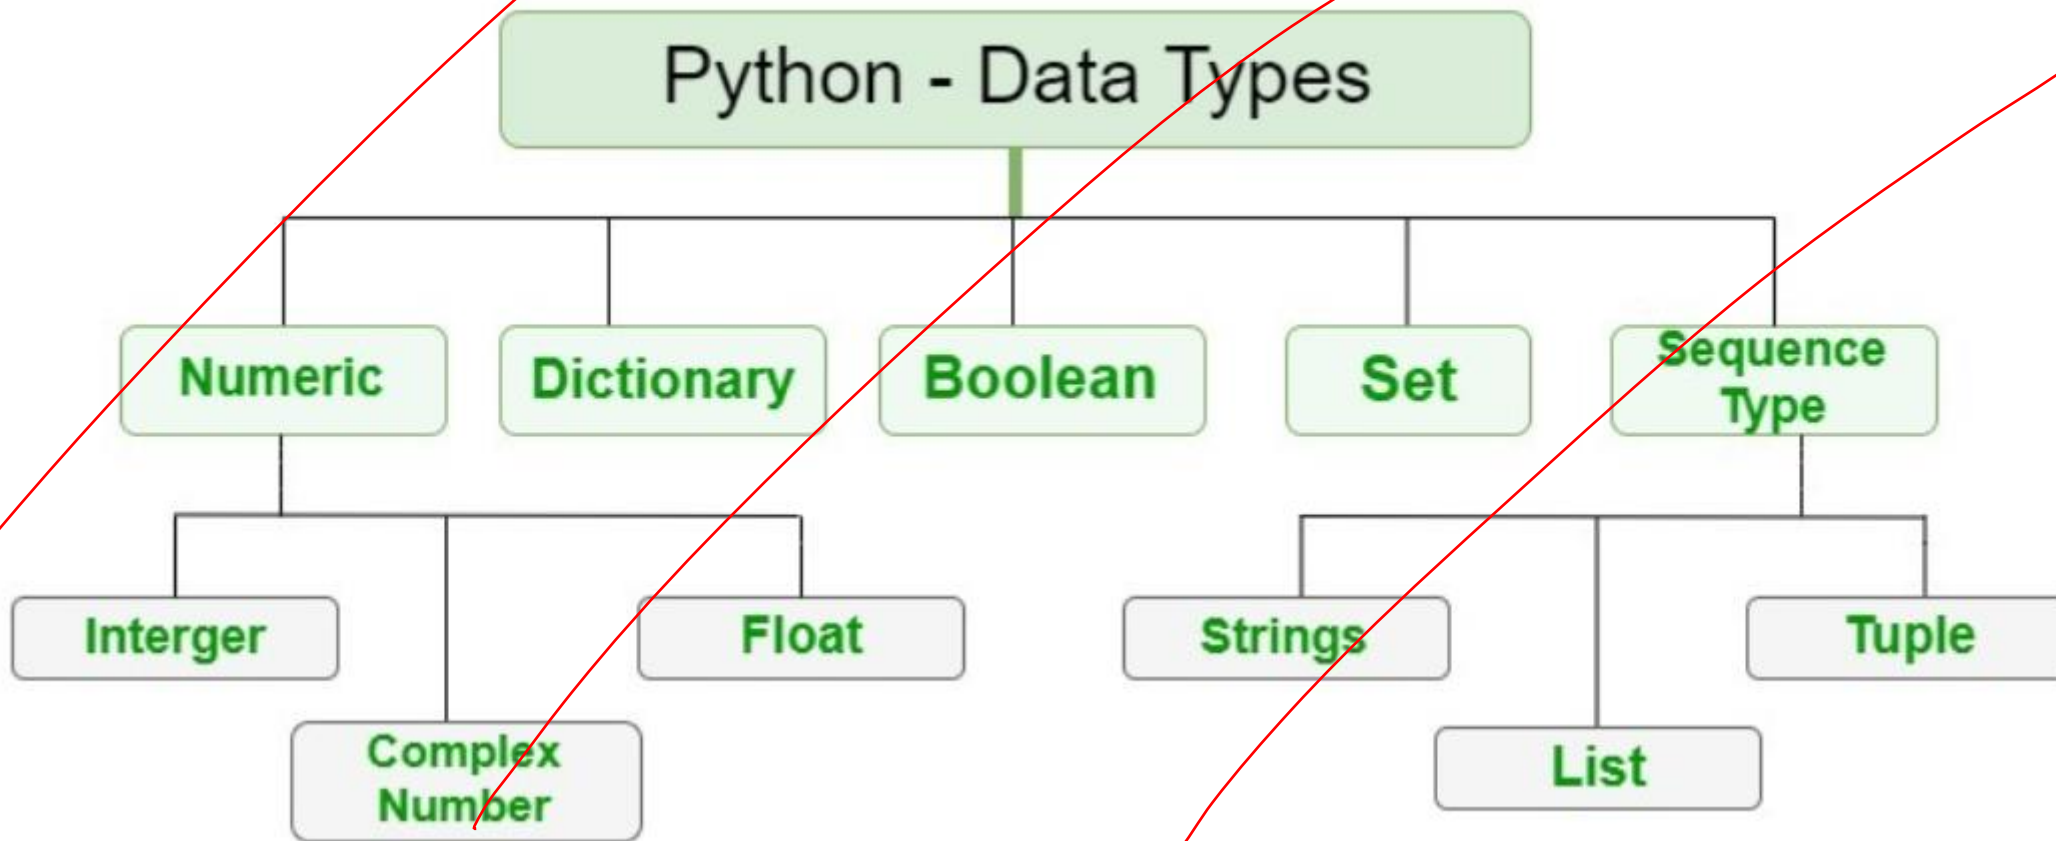 Python - Data Types
Numeric
Dictionary
Boolean
Set
Sequence
Type
Interger
Float
Strings
Tuple
Complex
Number
List